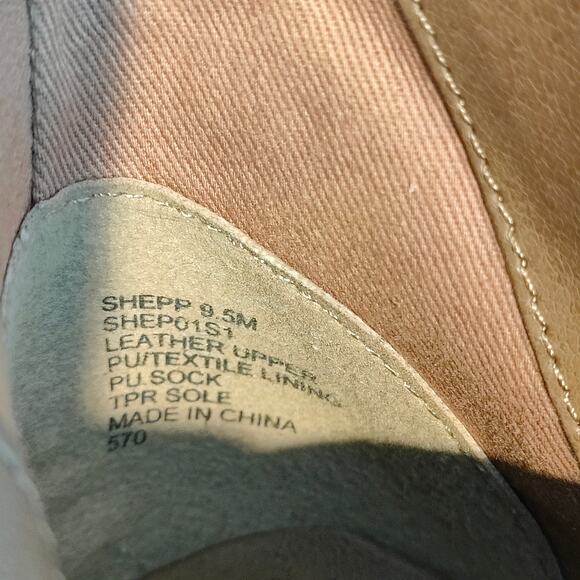 SHEPP 9.5M
SHEP01S1
LEATHER UPPER
PU/TEXTILE LINING
PU SOCK
TPR SOLE
MADE IN CHINA
570